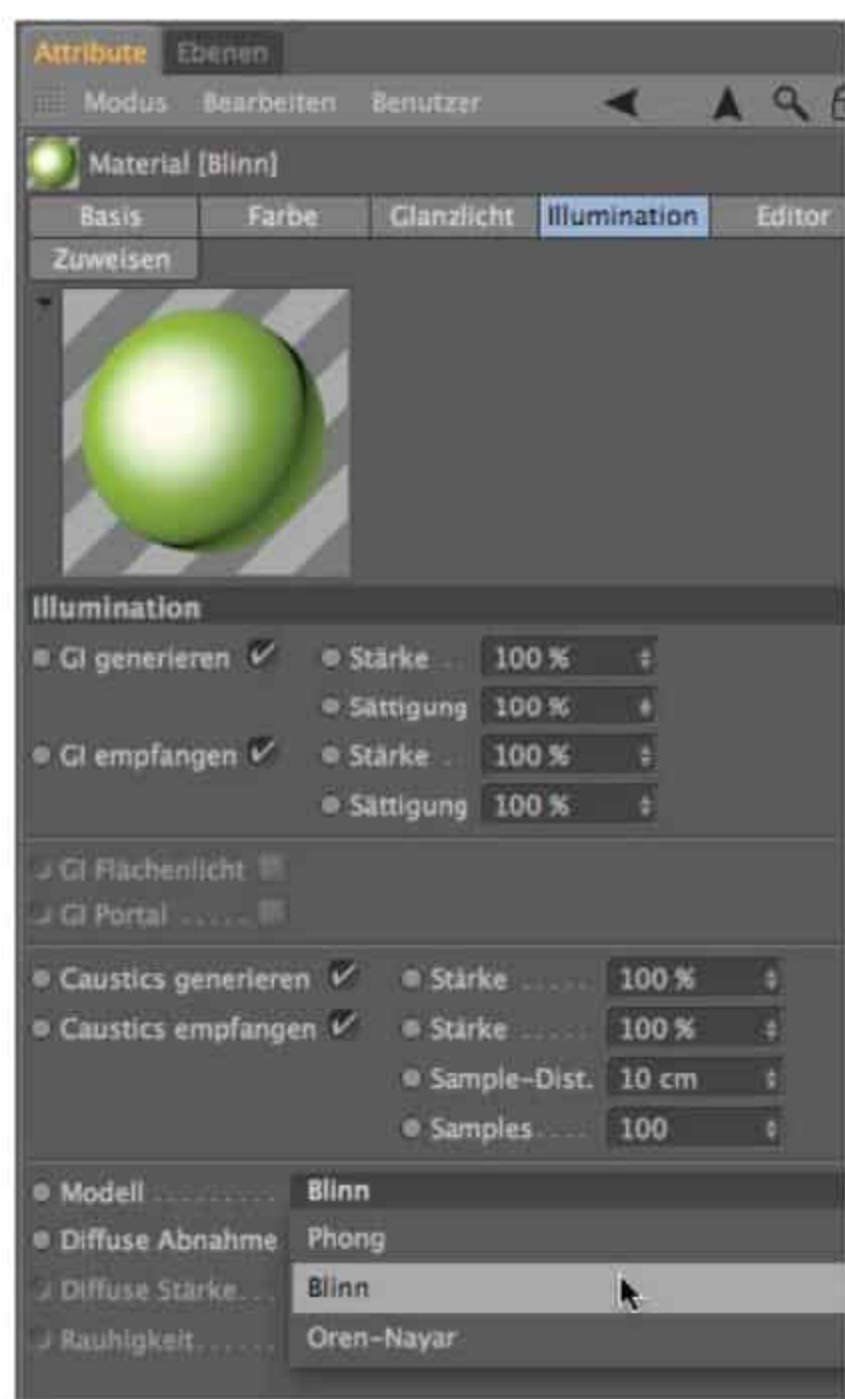 Attribute Ebenen
Modus Bearbeiten Benutzer
Material [Blinn]
Basis Farbe Glanzlicht Illumination Editor
Zuweisen
Illumination
GI generieren Stärke . 100 %
Sättigung 100 %
GI empfangen Stärke . 100 %
Sättigung 100 %
GI Flächenlicht
GI Portal .....
Caustics generieren Stärke ..... 100 %
Caustics empfangen Stärke ..... 100 %
Sample-Dist. 10 cm
Samples .... 100
Modell ......... Blinn
Diffuse Abnahme Phong
Diffuse Stärke... Blinn
Rauhigkeit...... Oren-Nayar